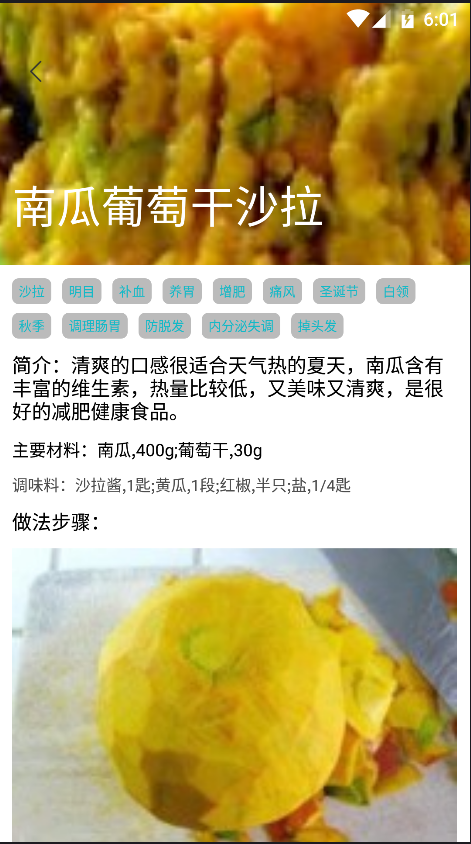 6:01
南瓜葡萄干沙拉
沙拉 明目 补血 养胃 增肥 痛风 圣诞节 白领
秋季 调理肠胃 防脱发 内分泌失调 掉头发
简介：清爽的口感很适合天气热的夏天，南瓜含有
丰富的维生素，热量比较低，又美味又清爽，是很
好的减肥健康食品。
主要材料：南瓜,400g;葡萄干,30g
调味料：沙拉酱,1匙;黄瓜,1段;红椒,半只;盐,1/4匙
做法步骤：